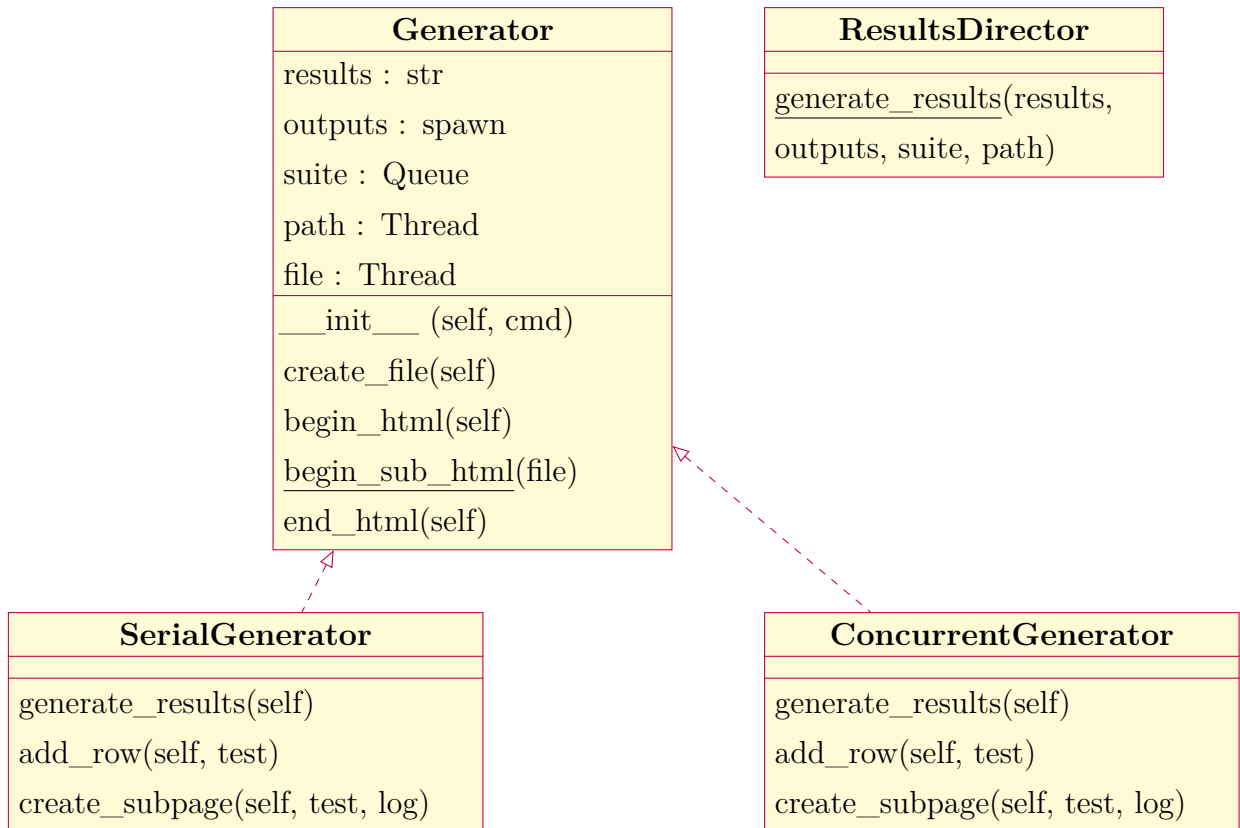 Generator
results : str
outputs : spawn
suite : Queue
path : Thread
file : Thread
__init__ (self, cmd)
create_file(self)
begin_html(self)
begin_sub_html(file)
end_html(self)
ResultsDirector
generate_results(results,
outputs, suite, path)
SerialGenerator
generate_results(self)
add_row(self, test)
create_subpage(self, test, log)
ConcurrentGenerator
generate_results(self)
add_row(self, test)
create_subpage(self, test, log)